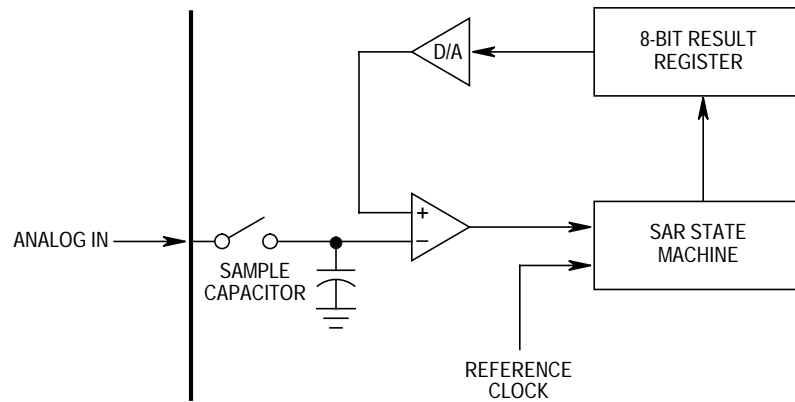 D/A
8-BIT RESULT
REGISTER
+
−
ANALOG IN
SAMPLE
CAPACITOR
SAR STATE
MACHINE
REFERENCE
CLOCK